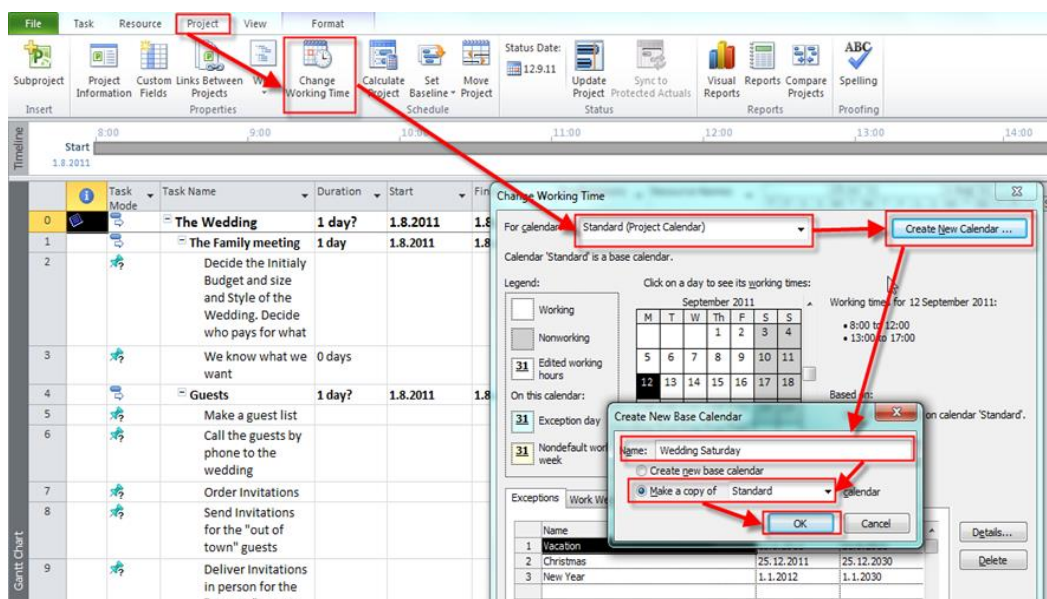 File Task Resource Project View Format
Subproject
Project Information
Custom Fields
Links Between Projects
Change Working Time
Calculate Project
Set Baseline
Move Project
Status Date:
12.9.11
Update Project
Sync to Protected Actuals
Visual Reports
Reports
Compare Projects
ABC
Spelling
Insert Properties Schedule Status Reports Proofing
Timeline
8:00 9:00 10:00 11:00 12:00 13:00 14:00
Start
1.8.2011
Gantt Chart
Task Mode Task Name Duration Start
0 The Wedding 1 day? 1.8.2011
1 The Family meeting 1 day 1.8.2011
2 Decide the Initialy
Budget and size
and Style of the
Wedding. Decide
who pays for what
3 We know what we 0 days
want
4 Guests 1 day? 1.8.2011
5 Make a guest list
6 Call the guests by
phone to the
wedding
7 Order Invitations
8 Send Invitations
for the "out of
town" guests
9 Deliver Invitations
in person for the
Change Working Time
For calendar: Standard (Project Calendar) Create New Calendar ...
Calendar 'Standard' is a base calendar.
Legend:
Working
Nonworking
31 Edited working
hours
On this calendar:
31 Exception day
31 Nondefault work
week
Click on a day to see its working times:
September 2011
M T W Th F S S
1 2 3 4
5 6 7 8 9 10 11
12 13 14 15 16 17 18
Working times for 12 September 2011:
• 8:00 to 12:00
• 13:00 to 17:00
Based on:
on calendar 'Standard'.
Create New Base Calendar
Name: Wedding Saturday
Create new base calendar
Make a copy of Standard calendar
OK Cancel
Exceptions Work
Name
1 Vacation
2 Christmas 25.12.2011 25.12.2030
3 New Year 1.1.2012 1.1.2030
Details...
Delete